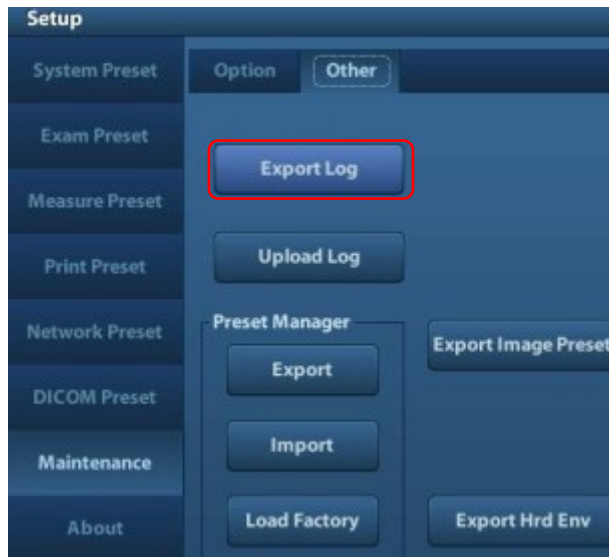 Setup
System Preset
Exam Preset
Measure Preset
Print Preset
Network Preset
DICOM Preset
Maintenance
About
Option Other
Export Log
Upload Log
Preset Manager
Export
Import
Load Factory
Export Image Preset
Export Hrd Env